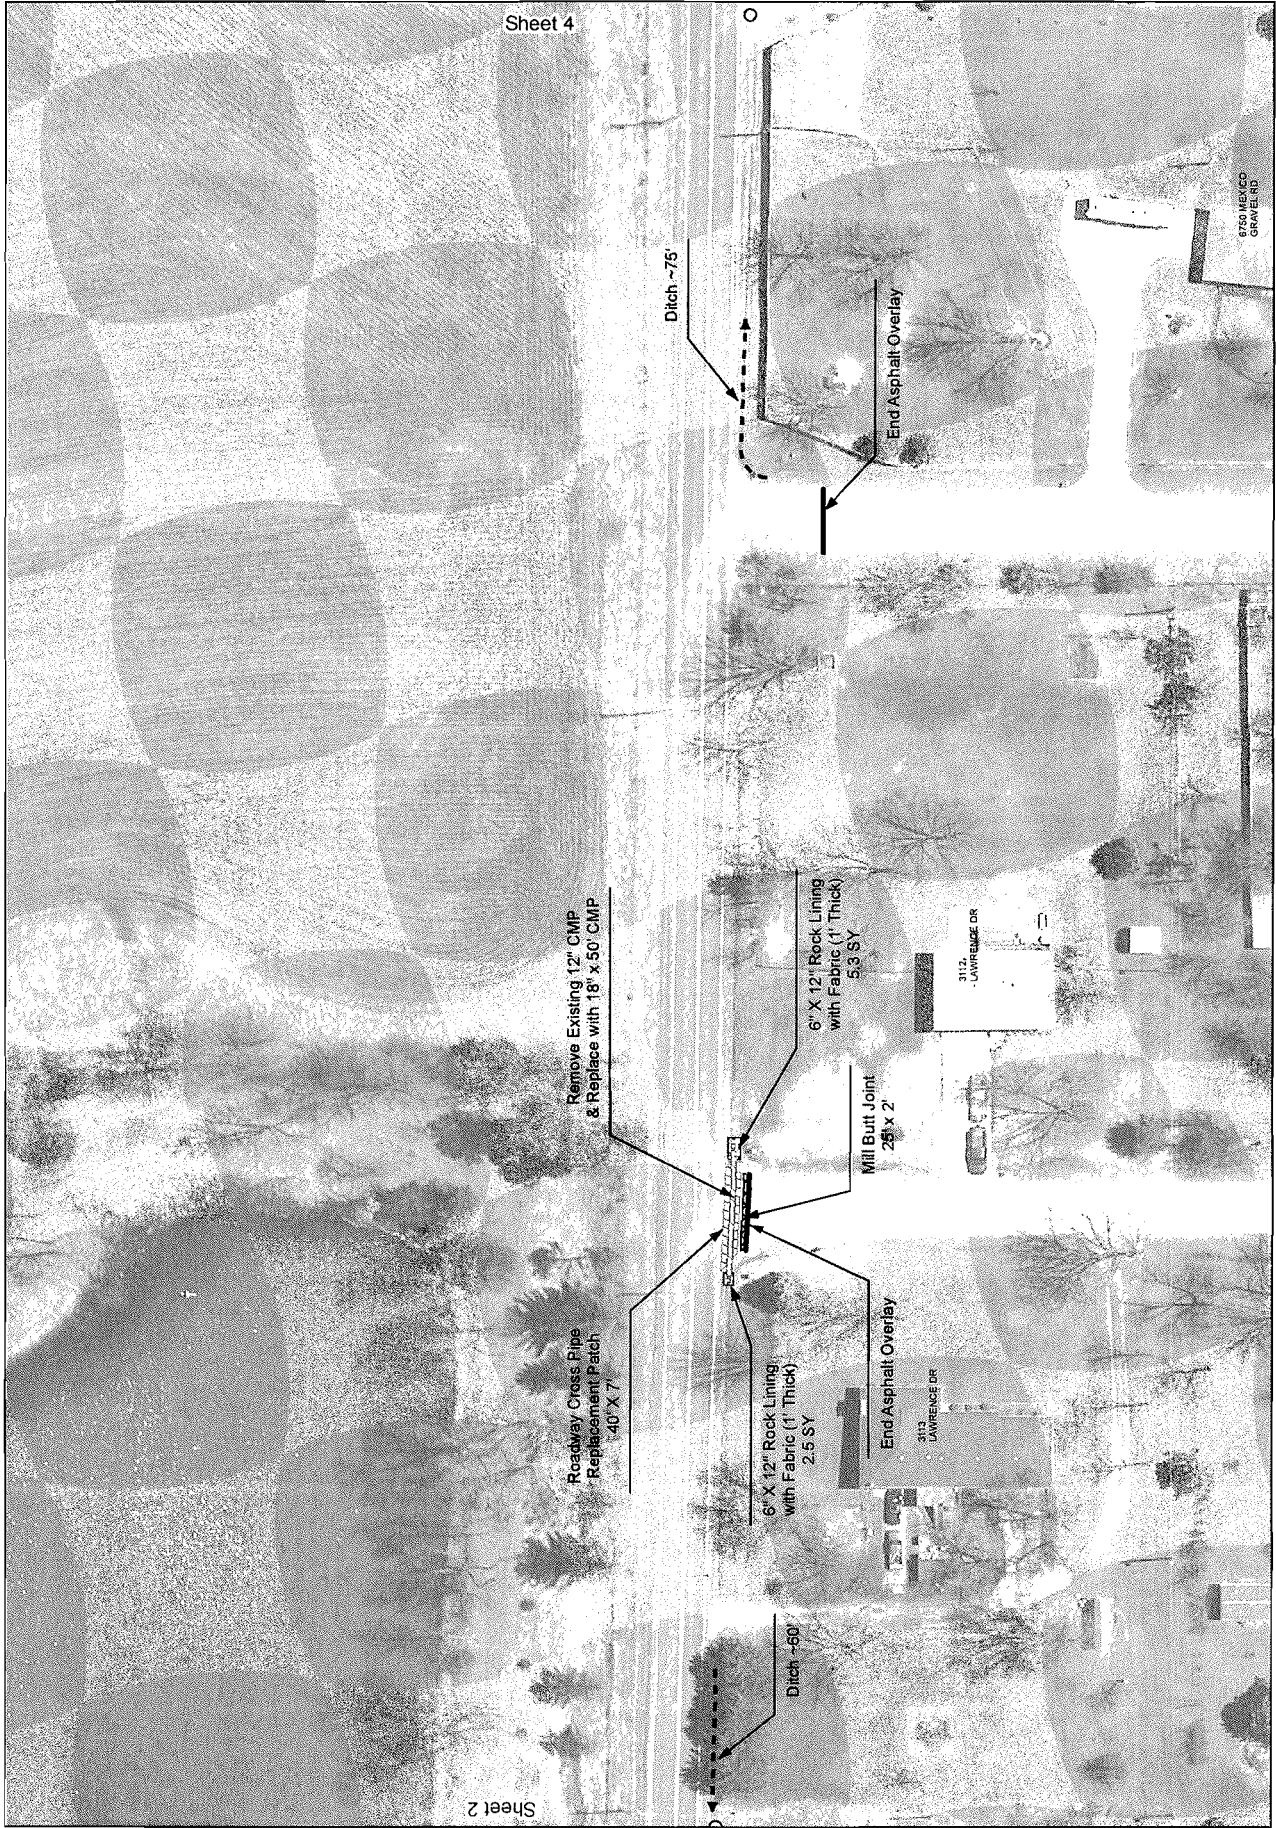 Sheet 4
6750 MEXICO
GRAVEL RD
Ditch ~75'
End Asphalt Overlay
Remove Existing 12" CMP
& Replace with 18" x 50' CMP
6" X 12" Rock Lining
with Fabric (1' Thick)
5.3 SY
3112
LAWRENCE DR
Mill Butt Joint
25' x 2'
Roadway Cross Pipe
Replacement Patch
40' X 7'
6" X 12" Rock Lining
with Fabric (1' Thick)
2.5 SY
End Asphalt Overlay
3113
LAWRENCE DR
Ditch ~60'
Sheet 2